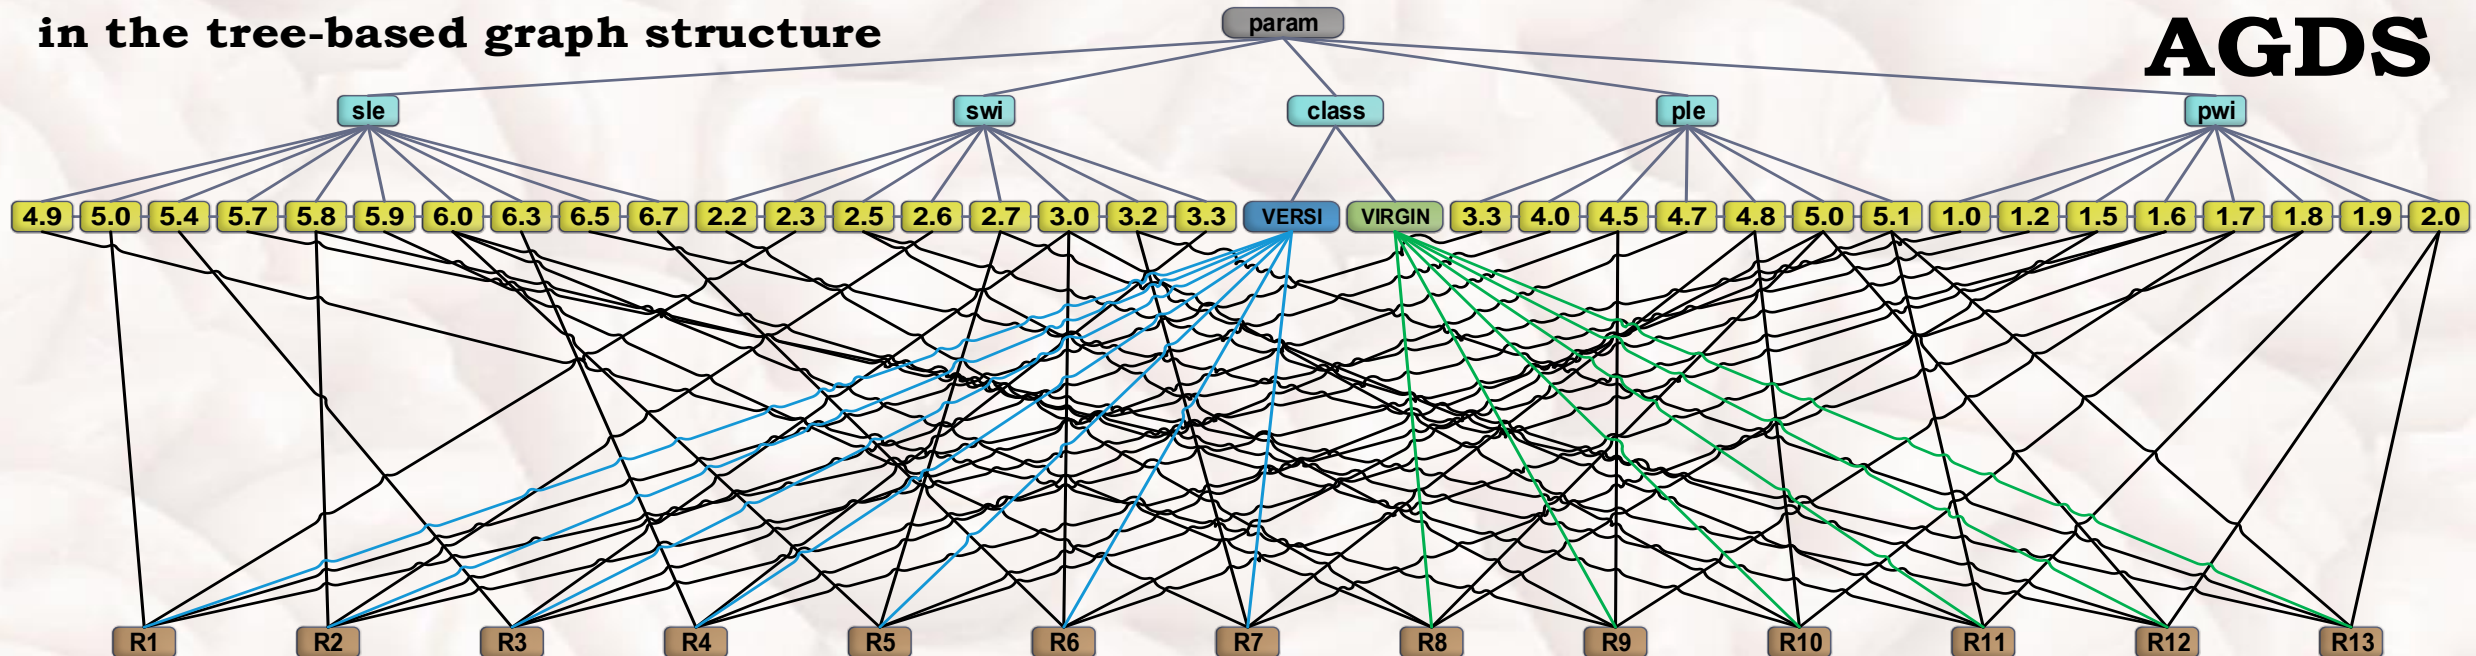 in the tree-based graph structure
param
AGDS
sle swi class ple pwi
4.9 5.0 5.4 5.7 5.8 5.9 6.0 6.3 6.5 6.7 2.2 2.3 2.5 2.6 2.7 3.0 3.2 3.3 VERSI VIRGIN 3.3 4.0 4.5 4.7 4.8 5.0 5.1 1.0 1.2 1.5 1.6 1.7 1.8 1.9 2.0
R1 R2 R3 R4 R5 R6 R7 R8 R9 R10 R11 R12 R13